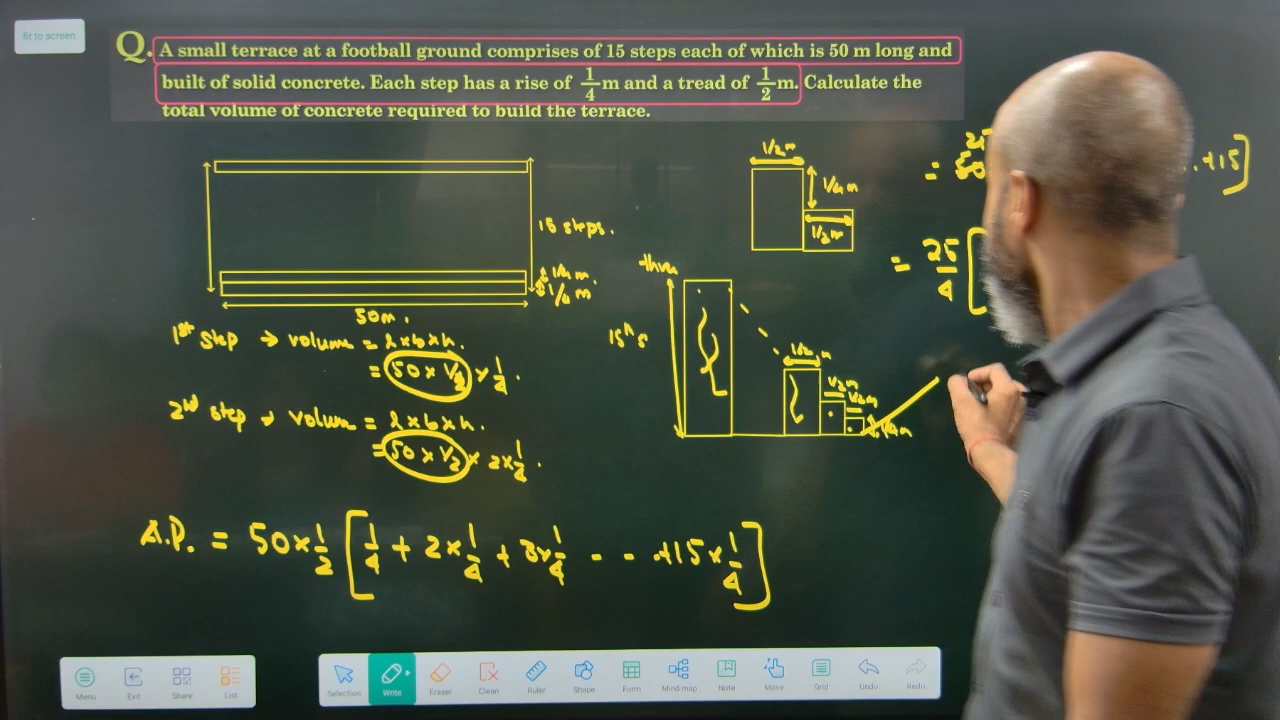 fit to screen
Q. A small terrace at a football ground comprises of 15 steps each of which is 50 m long and
built of solid concrete. Each step has a rise of 1/4 m and a tread of 1/2 m. Calculate the
total volume of concrete required to build the terrace.
15 steps.
1/4 m.
1/4 m
50m.
1st step → volume = l×b×h.
= 50 × 1/2 × 1/4.
2nd step → volume = l×b×h.
= 50 × 1/2 × 2×1/4.
A.P. = 50×1/2 [1/4 + 2×1/4 + 3×1/4 - - .+15×1/4]
1/2 m
1/4 m
1/2 m
15th s
1/2 m
1/2m
1/2m
= 50
..+15]
= 25/4 [
Menu
Exit
Share
List
Selection
Write
Eraser
Clean
Ruler
Shape
Form
Mind map
Note
Move
Grid
Undo
Redo